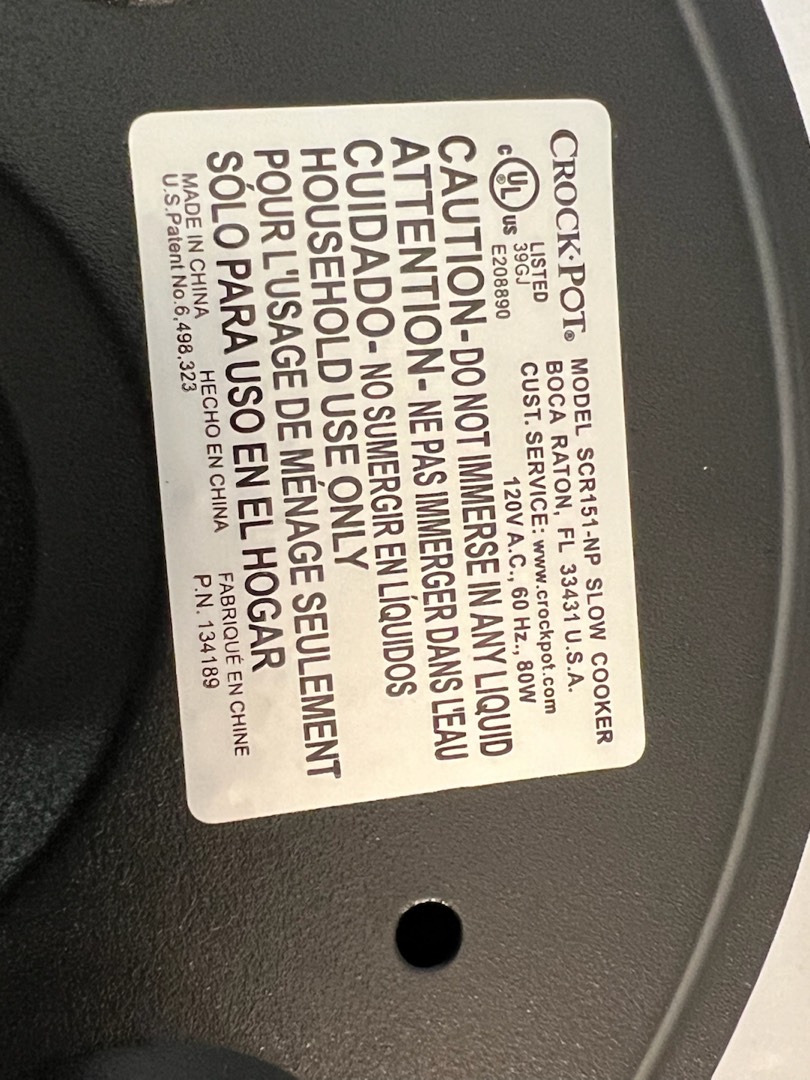 CROCK·POT® MODEL SCR151-NP SLOW COOKER
BOCA RATON, FL 33431 U.S.A.
CUST. SERVICE: www.crockpot.com
120V A.C., 60 Hz., 80W
c UL® US LISTED
39GJ
E208890
CAUTION- DO NOT IMMERSE IN ANY LIQUID
ATTENTION- NE PAS IMMERGER DANS L'EAU
CUIDADO- NO SUMERGIR EN LÍQUIDOS
HOUSEHOLD USE ONLY
POUR L'USAGE DE MÉNAGE SEULEMENT
SÓLO PARA USO EN EL HOGAR
MADE IN CHINA HECHO EN CHINA FABRIQUÉ EN CHINE
U.S.Patent No.6,498,323 P.N. 134189